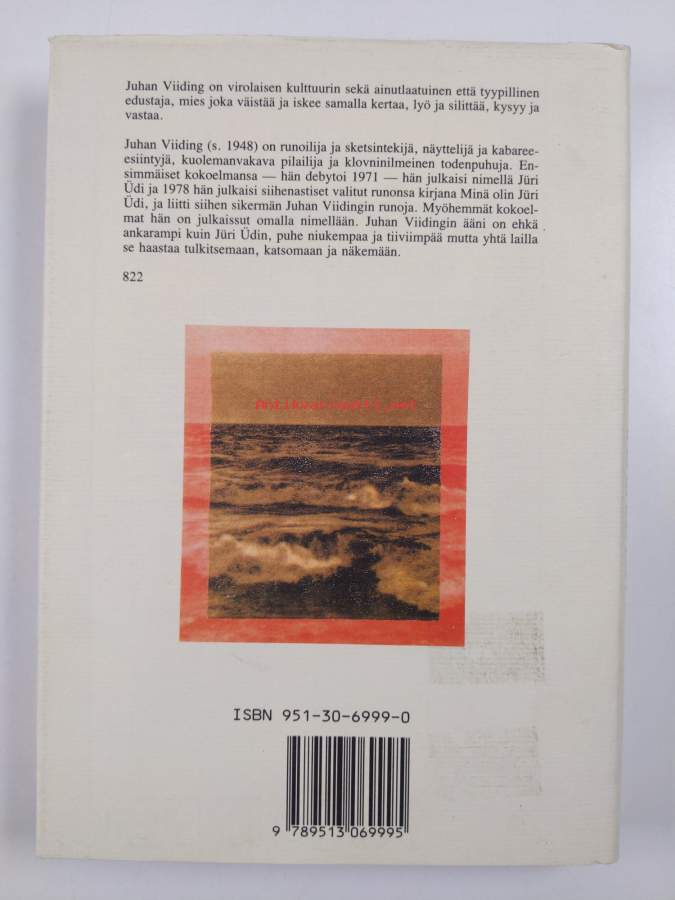 Juhan Viiding on virolaisen kulttuurin sekä ainutlaatuinen että tyypillinen
edustaja, mies joka väistää ja iskee samalla kertaa, lyö ja silittää, kysyy ja
vastaa.
Juhan Viiding (s. 1948) on runoilija ja sketsintekijä, näyttelijä ja kabaree-
esiintyjä, kuolemanvakava pilailija ja klovninilmeinen todenpuhuja. En-
simmäiset kokoelmansa — hän debytoi 1971 — hän julkaisi nimellä Jüri
Üdi ja 1978 hän julkaisi siihenastiset valitut runonsa kirjana Minä olin Jüri
Üdi, ja liitti siihen sikermän Juhan Viidingin runoja. Myöhemmät kokoel-
mat hän on julkaissut omalla nimellään. Juhan Viidingin ääni on ehkä
ankarampi kuin Jüri Üdin, puhe niukempaa ja tiiviimpää mutta yhtä lailla
se haastaa tulkitsemaan, katsomaan ja näkemään.
822
Antikvariaatti.net
ISBN 951-30-6999-0
9 789513 069995